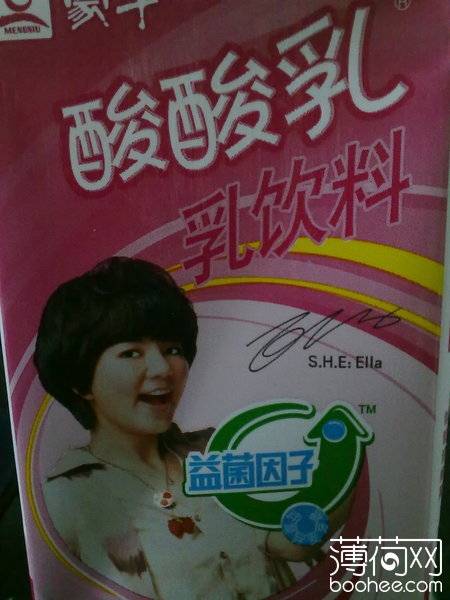 蒙牛
MENGNIU
®
酸酸乳
乳饮料
S.H.E: Ella
TM
益菌因子
薄荷网
boohee.com